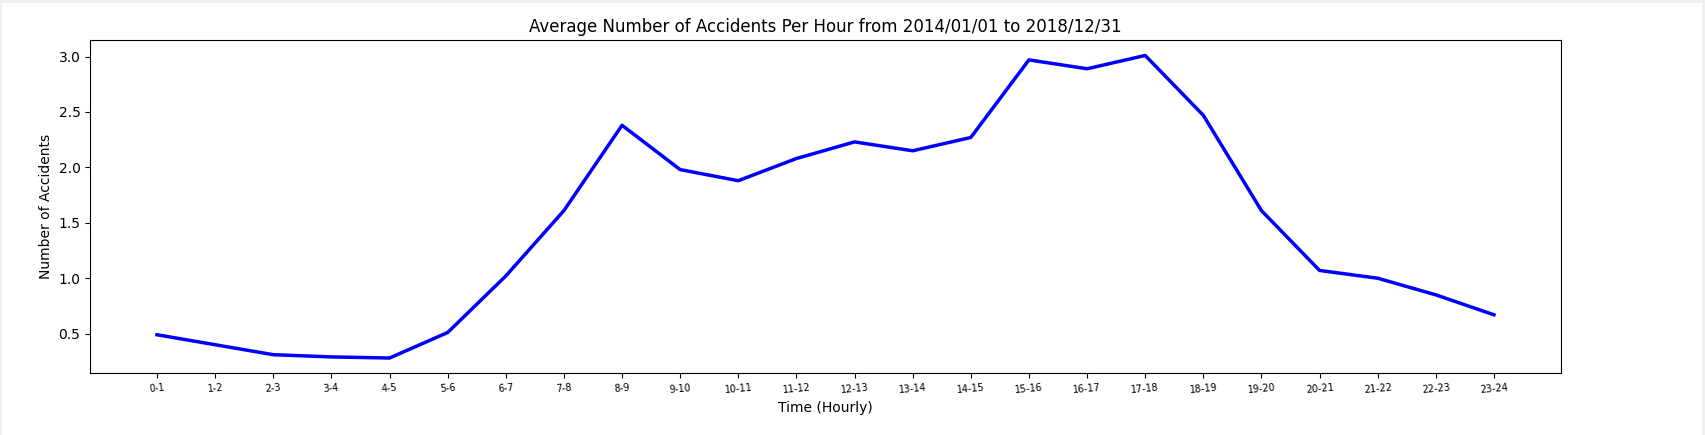 Average Number of Accidents Per Hour from 2014/01/01 to 2018/12/31
Number of Accidents
3.0
2.5
2.0
1.5
1.0
0.5
0-1 1-2 2-3 3-4 4-5 5-6 6-7 7-8 8-9 9-10 10-11 11-12 12-13 13-14 14-15 15-16 16-17 17-18 18-19 19-20 20-21 21-22 22-23 23-24
Time (Hourly)